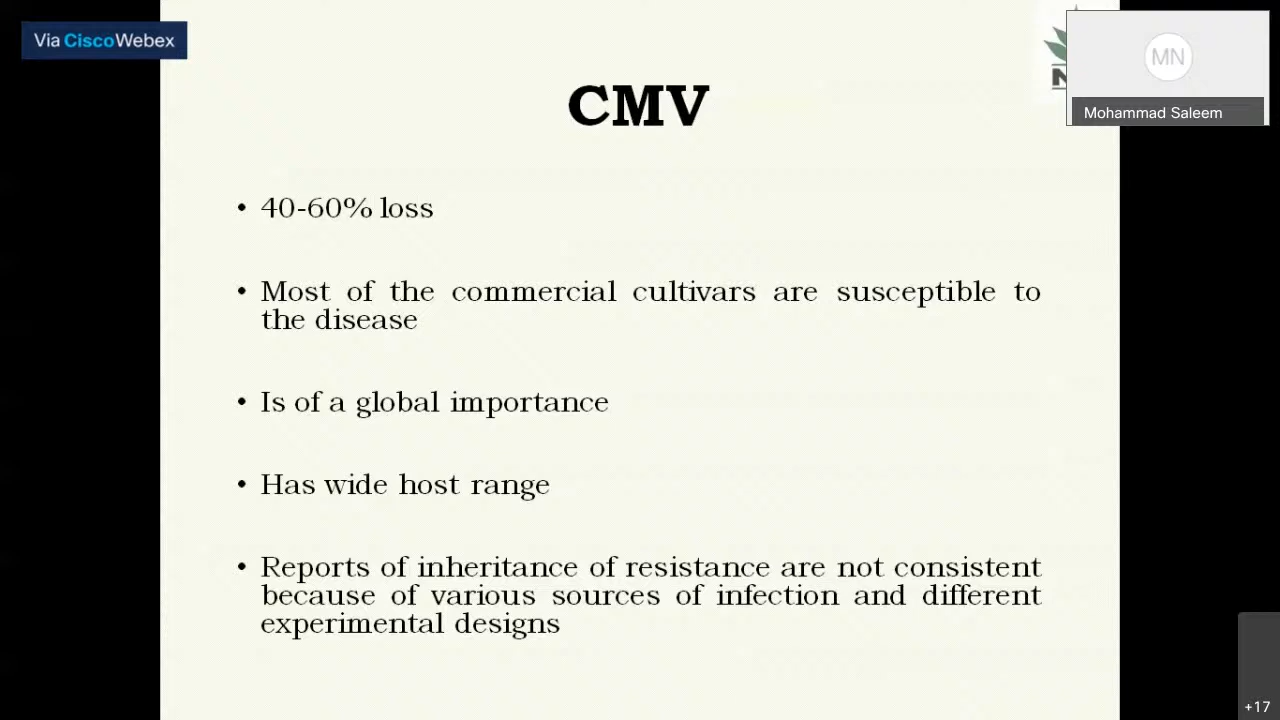 Via CiscoWebex
MN
Mohammad Saleem
CMV
• 40-60% loss
• Most of the commercial cultivars are susceptible to
the disease
• Is of a global importance
• Has wide host range
• Reports of inheritance of resistance are not consistent
because of various sources of infection and different
experimental designs
+17